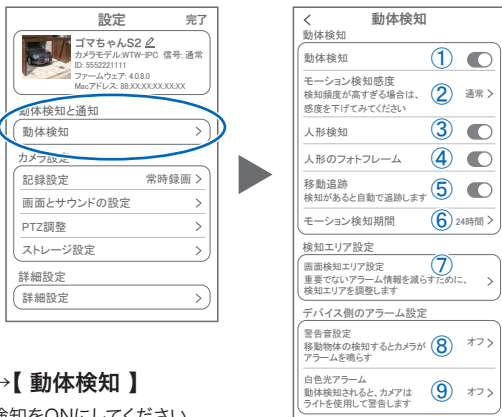 設定
完了
ゴマちゃんS2
カメラモデル:WTW-IPC 信号: 通常
ID: 5552221111
ファームウェア: 4.0.8.0
Macアドレス: 88:XX:XX:XX:XX:XX
動体検知と通知
動体検知 >
カメラ設定
記録設定 常時録画 >
画面とサウンドの設定 >
PTZ調整 >
ストレージ設定 >
詳細設定
詳細設定 >
→【 動体検知 】
検知をONにしてください
< 動体検知
動体検知
動体検知 ①
モーション検知感度
検知頻度が高すぎる場合は、 ② 通常 >
感度を下げてみてください
人形検知 ③
人形のフォトフレーム ④
移動追跡
検知があると自動で追跡します ⑤
モーション検知期間 ⑥ 24時間 >
検知エリア設定
画面検知エリア設定 ⑦
重要でないアラーム情報を減らすために、 >
検知エリアを調整します
デバイス側のアラーム設定
警告音設定
移動物体の検知するとカメラが ⑧ オフ >
アラームを鳴らす
白色光アラーム
動体検知されると、カメアは ⑨ オフ >
ライトを使用して警告します